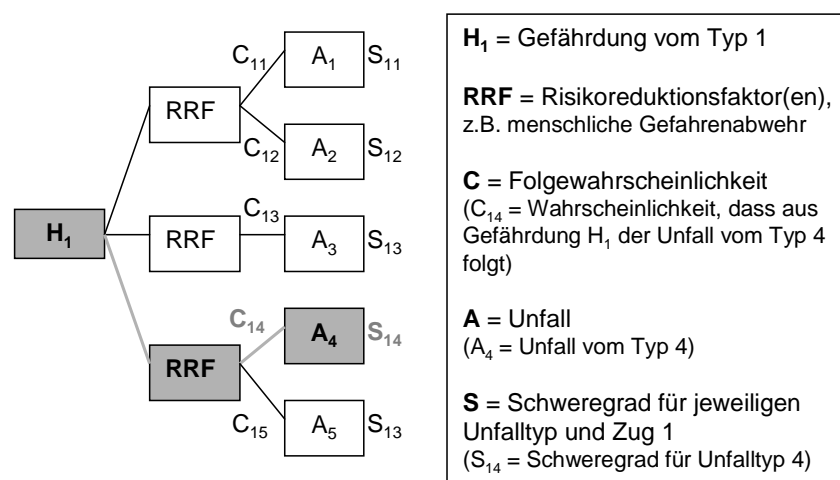 C₁₁ A₁ S₁₁
RRF
C₁₂ A₂ S₁₂
H₁ RRF C₁₃ A₃ S₁₃
C₁₄ A₄ S₁₄
RRF
C₁₅ A₅ S₁₃
H₁ = Gefährdung vom Typ 1
RRF = Risikoreduktionsfaktor(en),
z.B. menschliche Gefahrenabwehr
C = Folgewahrscheinlichkeit
(C₁₄ = Wahrscheinlichkeit, dass aus
Gefährdung H₁ der Unfall vom Typ 4
folgt)
A = Unfall
(A₄ = Unfall vom Typ 4)
S = Schweregrad für jeweiligen
Unfalltyp und Zug 1
(S₁₄ = Schweregrad für Unfalltyp 4)